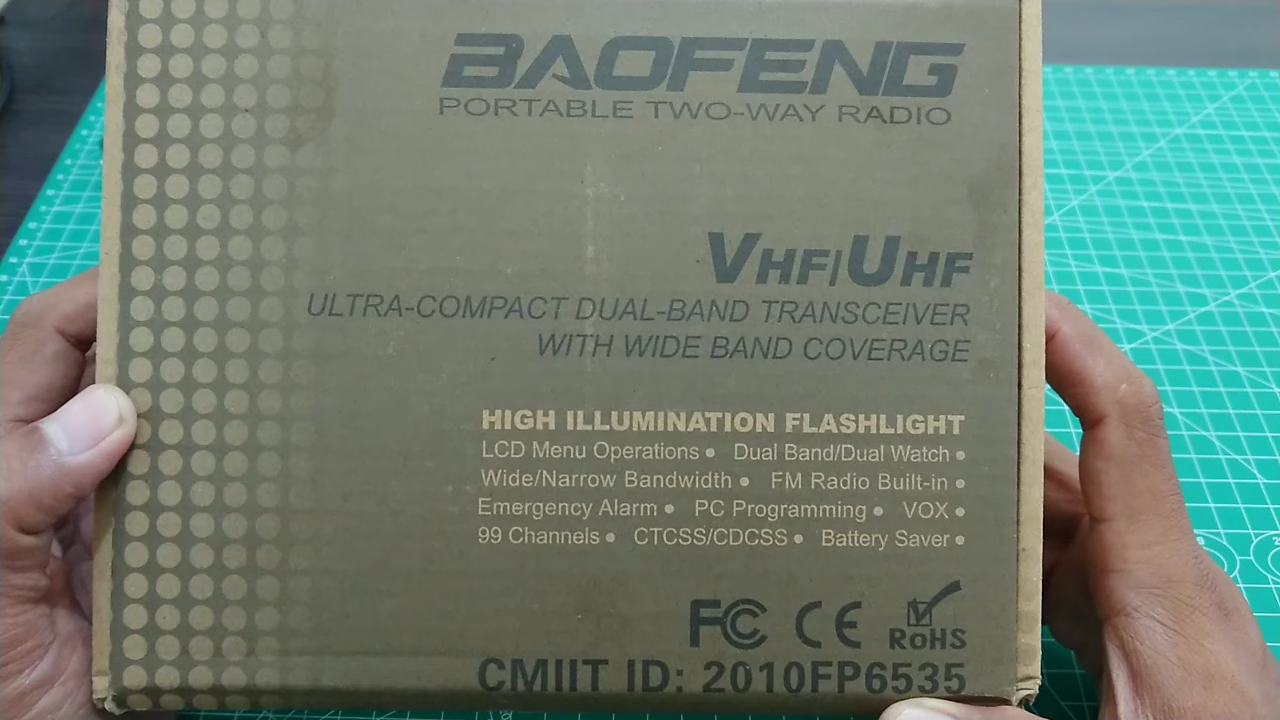 BAOFENG
PORTABLE TWO-WAY RADIO
VHF/UHF
ULTRA-COMPACT DUAL-BAND TRANSCEIVER
WITH WIDE BAND COVERAGE
HIGH ILLUMINATION FLASHLIGHT
LCD Menu Operations • Dual Band/Dual Watch •
Wide/Narrow Bandwidth • FM Radio Built-in •
Emergency Alarm • PC Programming • VOX •
99 Channels • CTCSS/CDCSS • Battery Saver •
FC CE RoHS
CMIIT ID: 2010FP6535